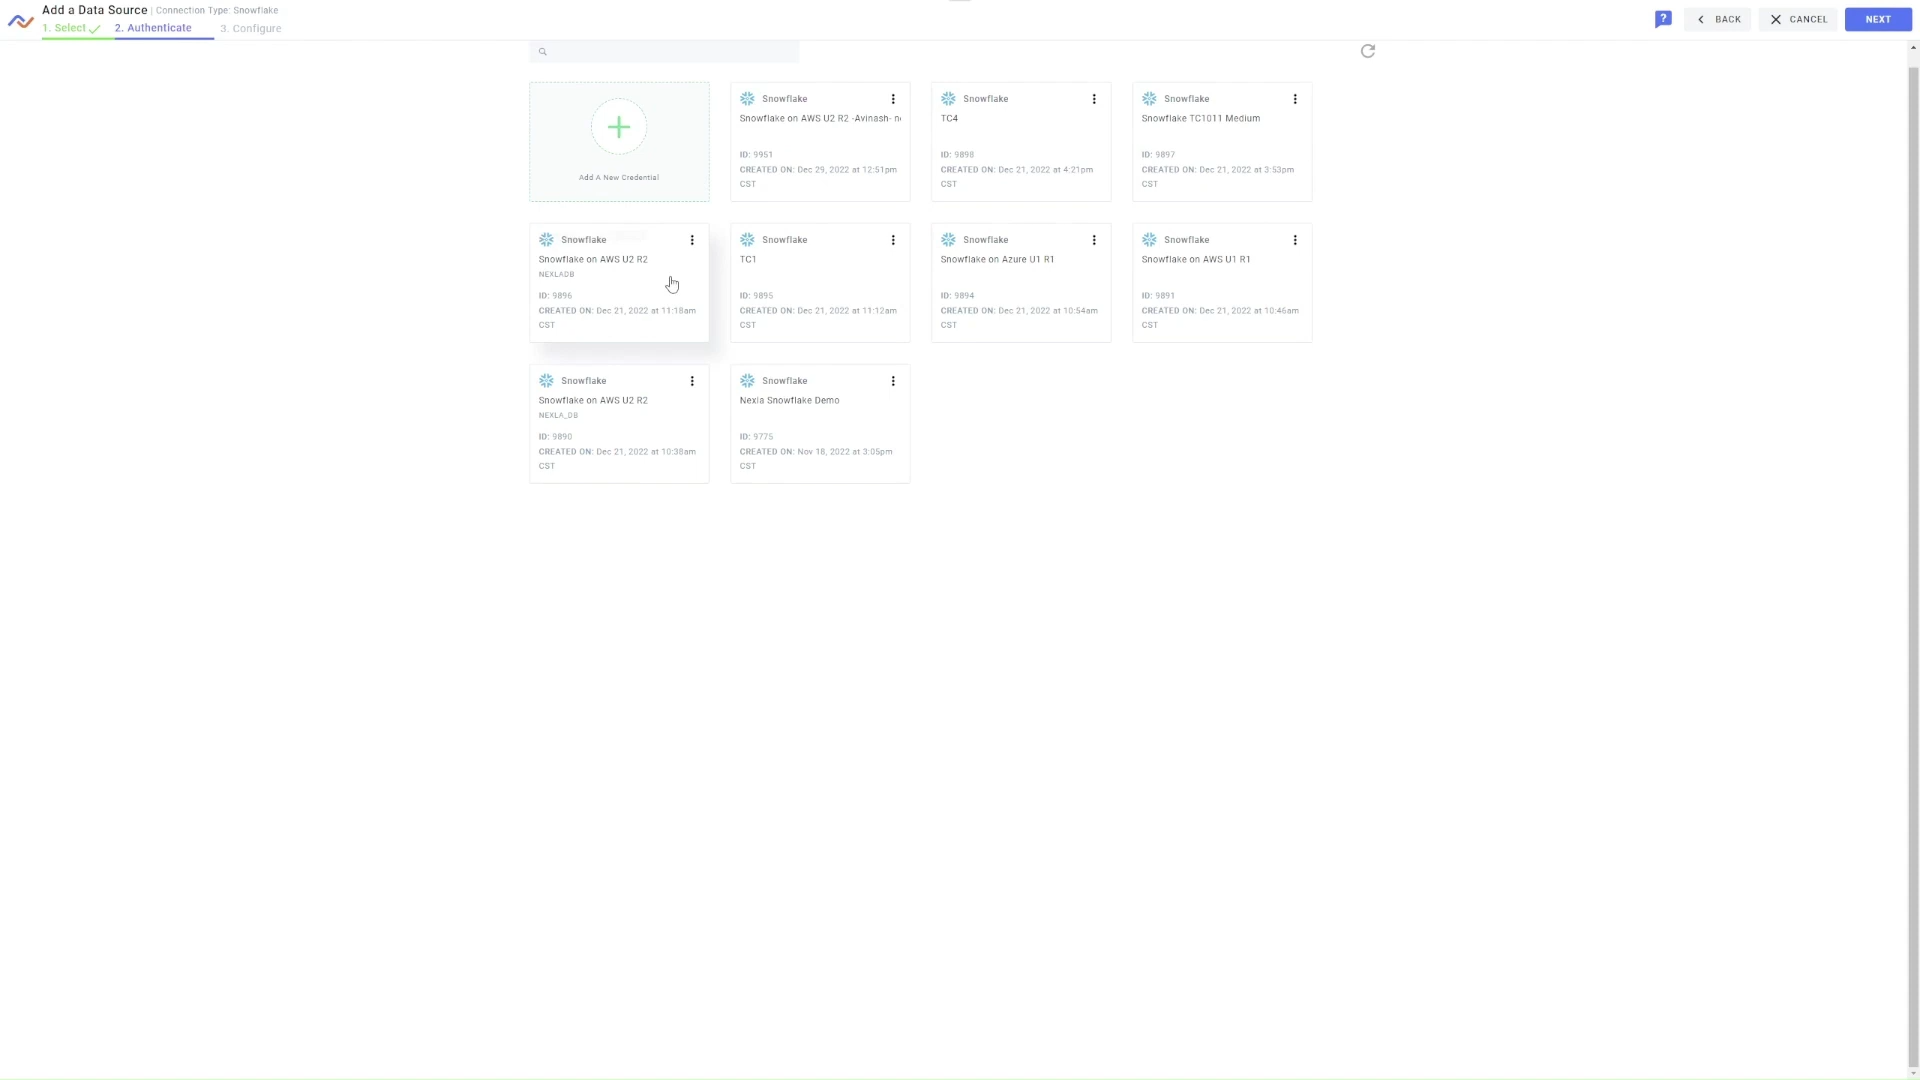 Add a Data Source | Connection Type: Snowflake
1. Select 2. Authenticate 3. Configure
? BACK CANCEL NEXT
Add A New Credential
Snowflake
Snowflake on AWS U2 R2 -Avinash-
ID: 9951
CREATED ON: Dec 29, 2022 at 12:51pm
CST
Snowflake
TC4
ID: 9898
CREATED ON: Dec 21, 2022 at 4:21pm
CST
Snowflake
Snowflake TC1011 Medium
ID: 9897
CREATED ON: Dec 21, 2022 at 3:53pm
CST
Snowflake
Snowflake on AWS U2 R2
NEXLADB
ID: 9896
CREATED ON: Dec 21, 2022 at 11:18am
CST
Snowflake
TC1
ID: 9895
CREATED ON: Dec 21, 2022 at 11:12am
CST
Snowflake
Snowflake on Azure U1 R1
ID: 9894
CREATED ON: Dec 21, 2022 at 10:54am
CST
Snowflake
Snowflake on AWS U1 R1
ID: 9891
CREATED ON: Dec 21, 2022 at 10:46am
CST
Snowflake
Snowflake on AWS U2 R2
NEXLA_DB
ID: 9890
CREATED ON: Dec 21, 2022 at 10:38am
CST
Snowflake
Nexla Snowflake Demo
ID: 9775
CREATED ON: Nov 18, 2022 at 3:05pm
CST